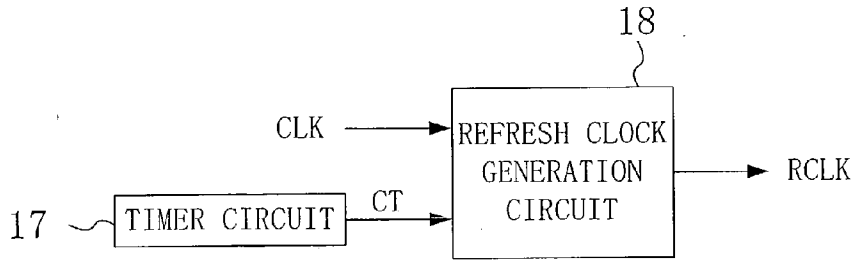 18
CLK
REFRESH CLOCK
GENERATION
CIRCUIT
RCLK
17
TIMER CIRCUIT
CT